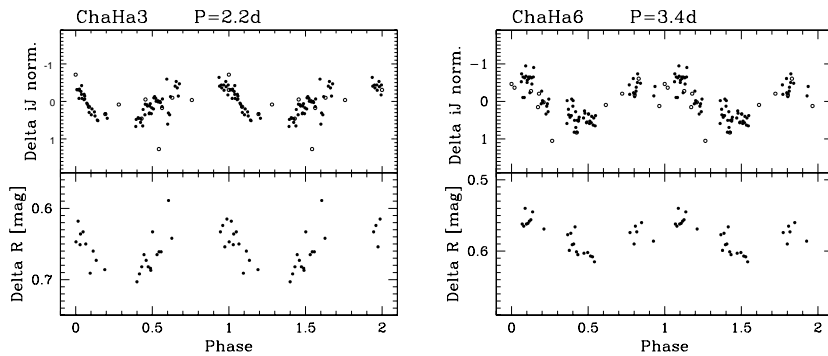 ChaHa3 P=2.2d
Delta iJ norm.
-1
0
1
Delta R [mag]
0.6
0.7
0 0.5 1 1.5 2
Phase
ChaHa6 P=3.4d
Delta iJ norm.
-1
0
1
Delta R [mag]
0.5
0.6
0 0.5 1 1.5 2
Phase